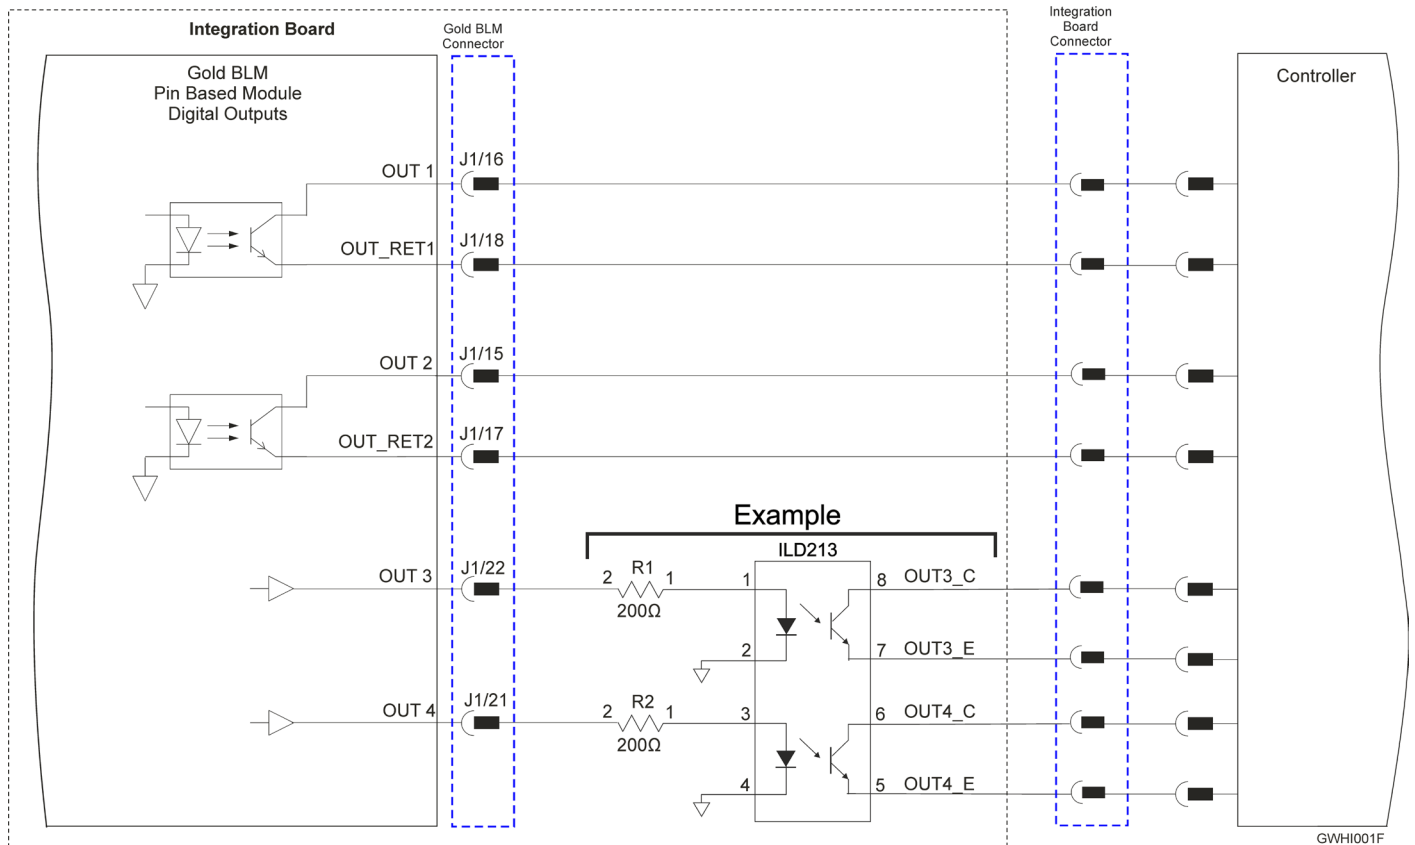 Integration Board
Gold BLM
Connector
Integration
Board
Connector
Gold BLM
Pin Based Module
Digital Outputs
Controller
OUT 1
J1/16
OUT_RET1
J1/18
OUT 2
J1/15
OUT_RET2
J1/17
Example
ILD213
OUT 3
J1/22
2
R1
1
200Ω
1
8
OUT3_C
2
7
OUT3_E
OUT 4
J1/21
2
R2
1
200Ω
3
6
OUT4_C
4
5
OUT4_E
GWHI001F